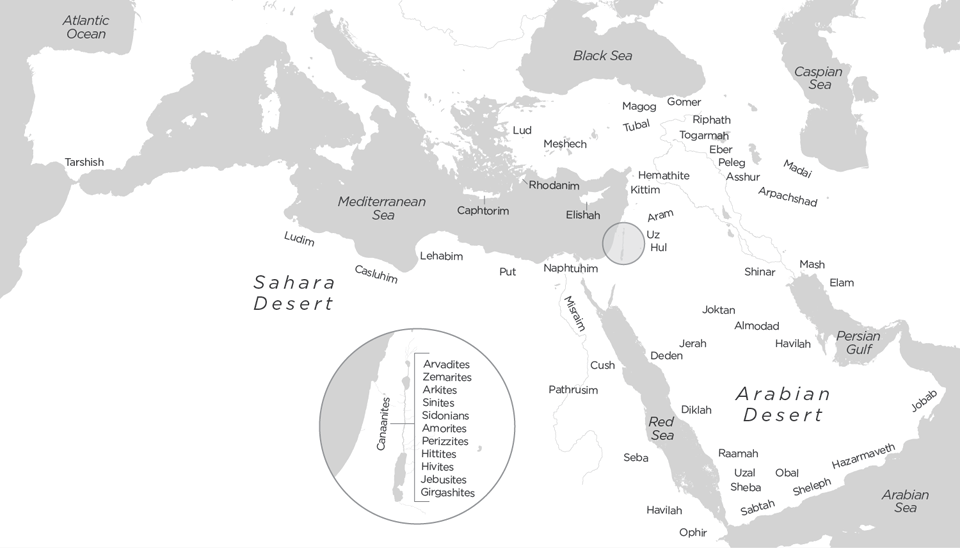 Atlantic
Ocean
Black Sea
Caspian
Sea
Magog
Gomer
Tubal
Riphath
Lud
Togarmah
Meshech
Eber
Peleg
Tarshish
Madai
Hemathite
Asshur
Rhodanim
Kittim
Arpachshad
Mediterranean
Sea
Caphtorim
Elishah
Aram
Uz
Hul
Ludim
Lehabim
Casluhim
Put
Naphtuhim
Shinar
Mash
Elam
Sahara
Desert
Misraim
Joktan
Almodad
Jerah
Havilah
Persian
Gulf
Deden
Cush
Pathrusim
Arabian
Desert
Jobab
Diklah
Red
Sea
Canaanites
Arvadites
Zemarites
Arkites
Sinites
Sidonians
Amorites
Perizzites
Hittites
Hivites
Jebusites
Girgashites
Seba
Raamah
Hazarmaveth
Uzal
Obal
Sheba
Sheleph
Sabtah
Arabian
Sea
Havilah
Ophir